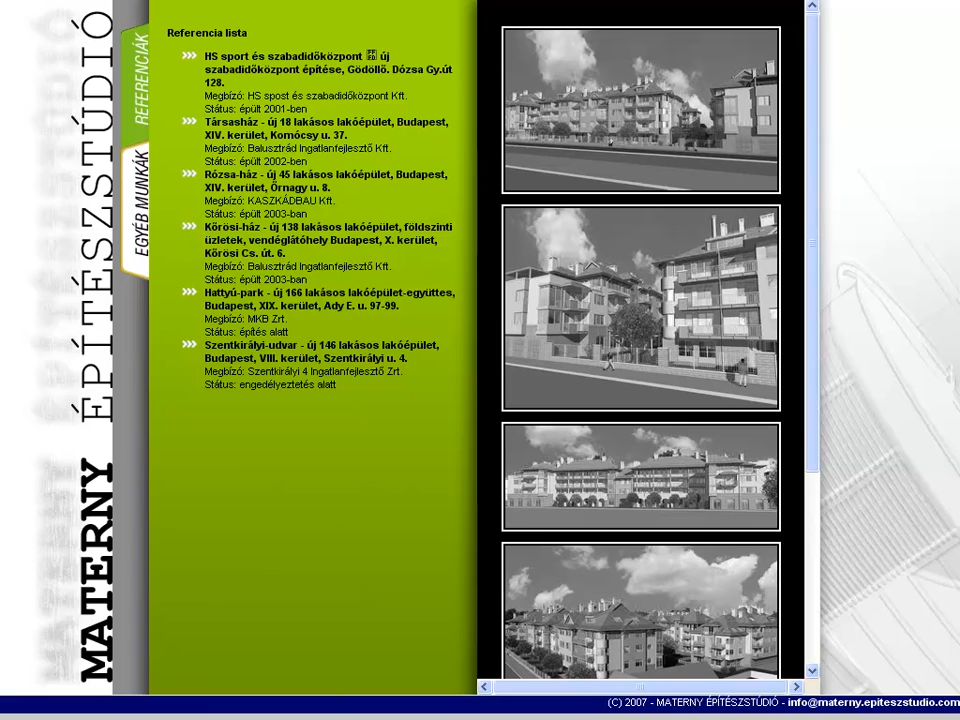 MATERNY ÉPÍTÉSZSTÚDIÓ
REFERENCIÁK
EGYÉB MUNKÁK
Referencia lista
HS sport és szabadidőközpont új
szabadidőközpont építése, Gödöllő. Dózsa Gy.út
128.
Megbízó: HS spost és szabadidőközpont Kft.
Státus: épült 2001-ben
Társasház - új 18 lakásos lakóépület, Budapest,
XIV. kerület, Komócsy u. 37.
Megbízó: Balusztrád Ingatlanfejlesztő Kft.
Státus: épült 2002-ben
Rózsa-ház - új 45 lakásos lakóépület, Budapest,
XIV. kerület, Őrnagy u. 8.
Megbízó: KASZKÁDBAU Kft.
Státus: épült 2003-ban
Kőrösi-ház - új 138 lakásos lakóépület, földszinti
üzletek, vendéglátóhely Budapest, X. kerület,
Kőrösi Cs. út. 6.
Megbízó: Balusztrád Ingatlanfejlesztő Kft.
Státus: épült 2003-ban
Hattyú-park - új 166 lakásos lakóépület-együttes,
Budapest, XIX. kerület, Ady E. u. 97-99.
Megbízó: MKB Zrt.
Státus: építés alatt
Szentkirályi-udvar - új 146 lakásos lakóépület,
Budapest, VIII. kerület, Szentkirályi u. 4.
Megbízó: Szentkirályi 4 Ingatlanfejlesztő Zrt.
Státus: engedélyeztetés alatt
(C) 2007 - MATERNY ÉPÍTÉSZSTÚDIÓ - info@materny.epiteszstudio.com